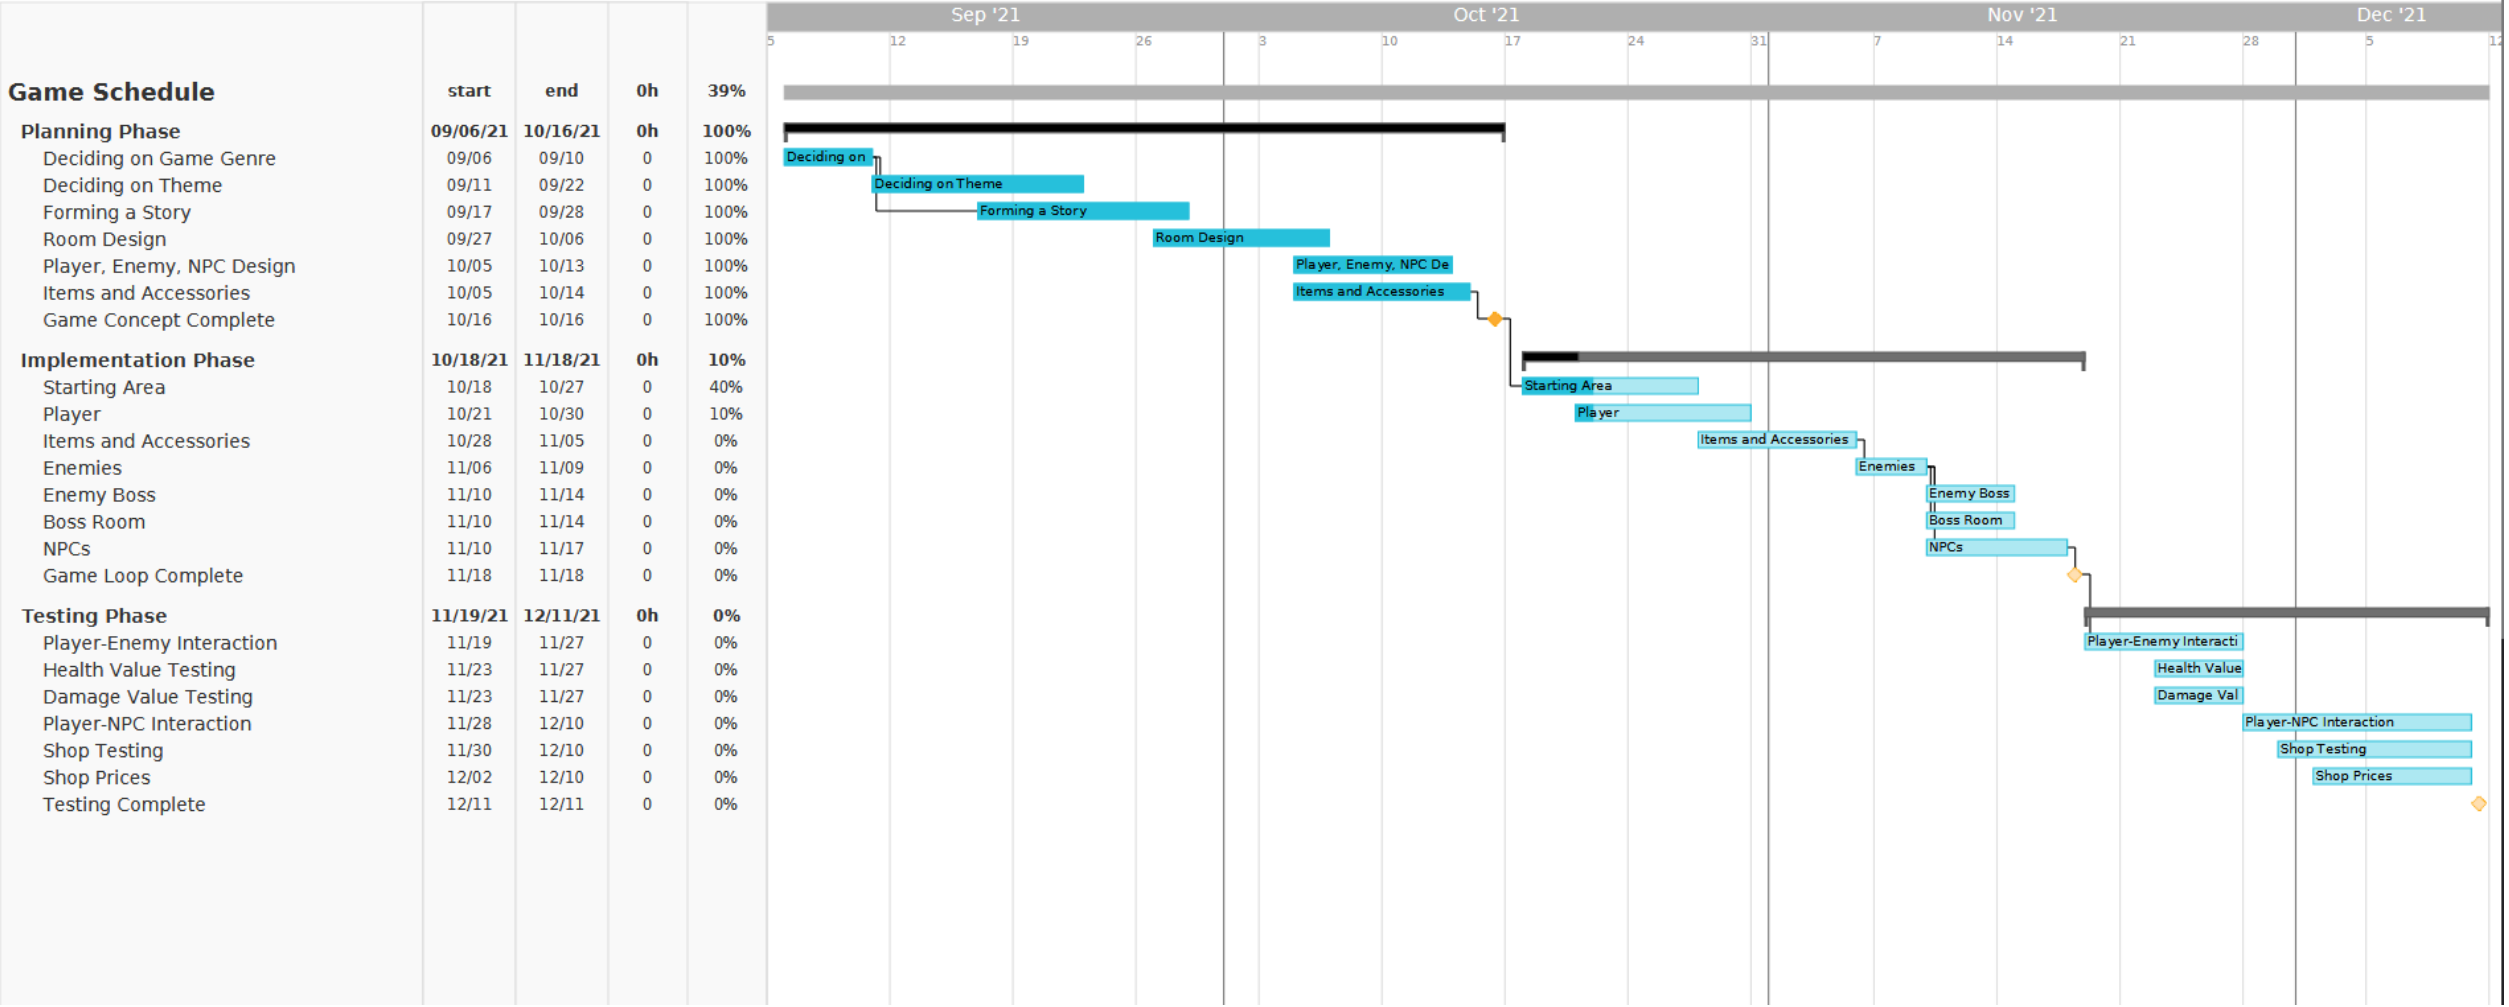 Sep '21 Oct '21 Nov '21 Dec '21
5 12 19 26 3 10 17 24 31 7 14 21 28 5 12
Game Schedule start end 0h 39%
Planning Phase 09/06/21 10/16/21 0h 100%
Deciding on Game Genre 09/06 09/10 0 100% Deciding on
Deciding on Theme 09/11 09/22 0 100% Deciding on Theme
Forming a Story 09/17 09/28 0 100% Forming a Story
Room Design 09/27 10/06 0 100% Room Design
Player, Enemy, NPC Design 10/05 10/13 0 100% Player, Enemy, NPC De
Items and Accessories 10/05 10/14 0 100% Items and Accessories
Game Concept Complete 10/16 10/16 0 100%
Implementation Phase 10/18/21 11/18/21 0h 10%
Starting Area 10/18 10/27 0 40% Starting Area
Player 10/21 10/30 0 10% Player
Items and Accessories 10/28 11/05 0 0% Items and Accessories
Enemies 11/06 11/09 0 0% Enemies
Enemy Boss 11/10 11/14 0 0% Enemy Boss
Boss Room 11/10 11/14 0 0% Boss Room
NPCs 11/10 11/17 0 0% NPCs
Game Loop Complete 11/18 11/18 0 0%
Testing Phase 11/19/21 12/11/21 0h 0%
Player-Enemy Interaction 11/19 11/27 0 0% Player-Enemy Interacti
Health Value Testing 11/23 11/27 0 0% Health Value
Damage Value Testing 11/23 11/27 0 0% Damage Val
Player-NPC Interaction 11/28 12/10 0 0% Player-NPC Interaction
Shop Testing 11/30 12/10 0 0% Shop Testing
Shop Prices 12/02 12/10 0 0% Shop Prices
Testing Complete 12/11 12/11 0 0%